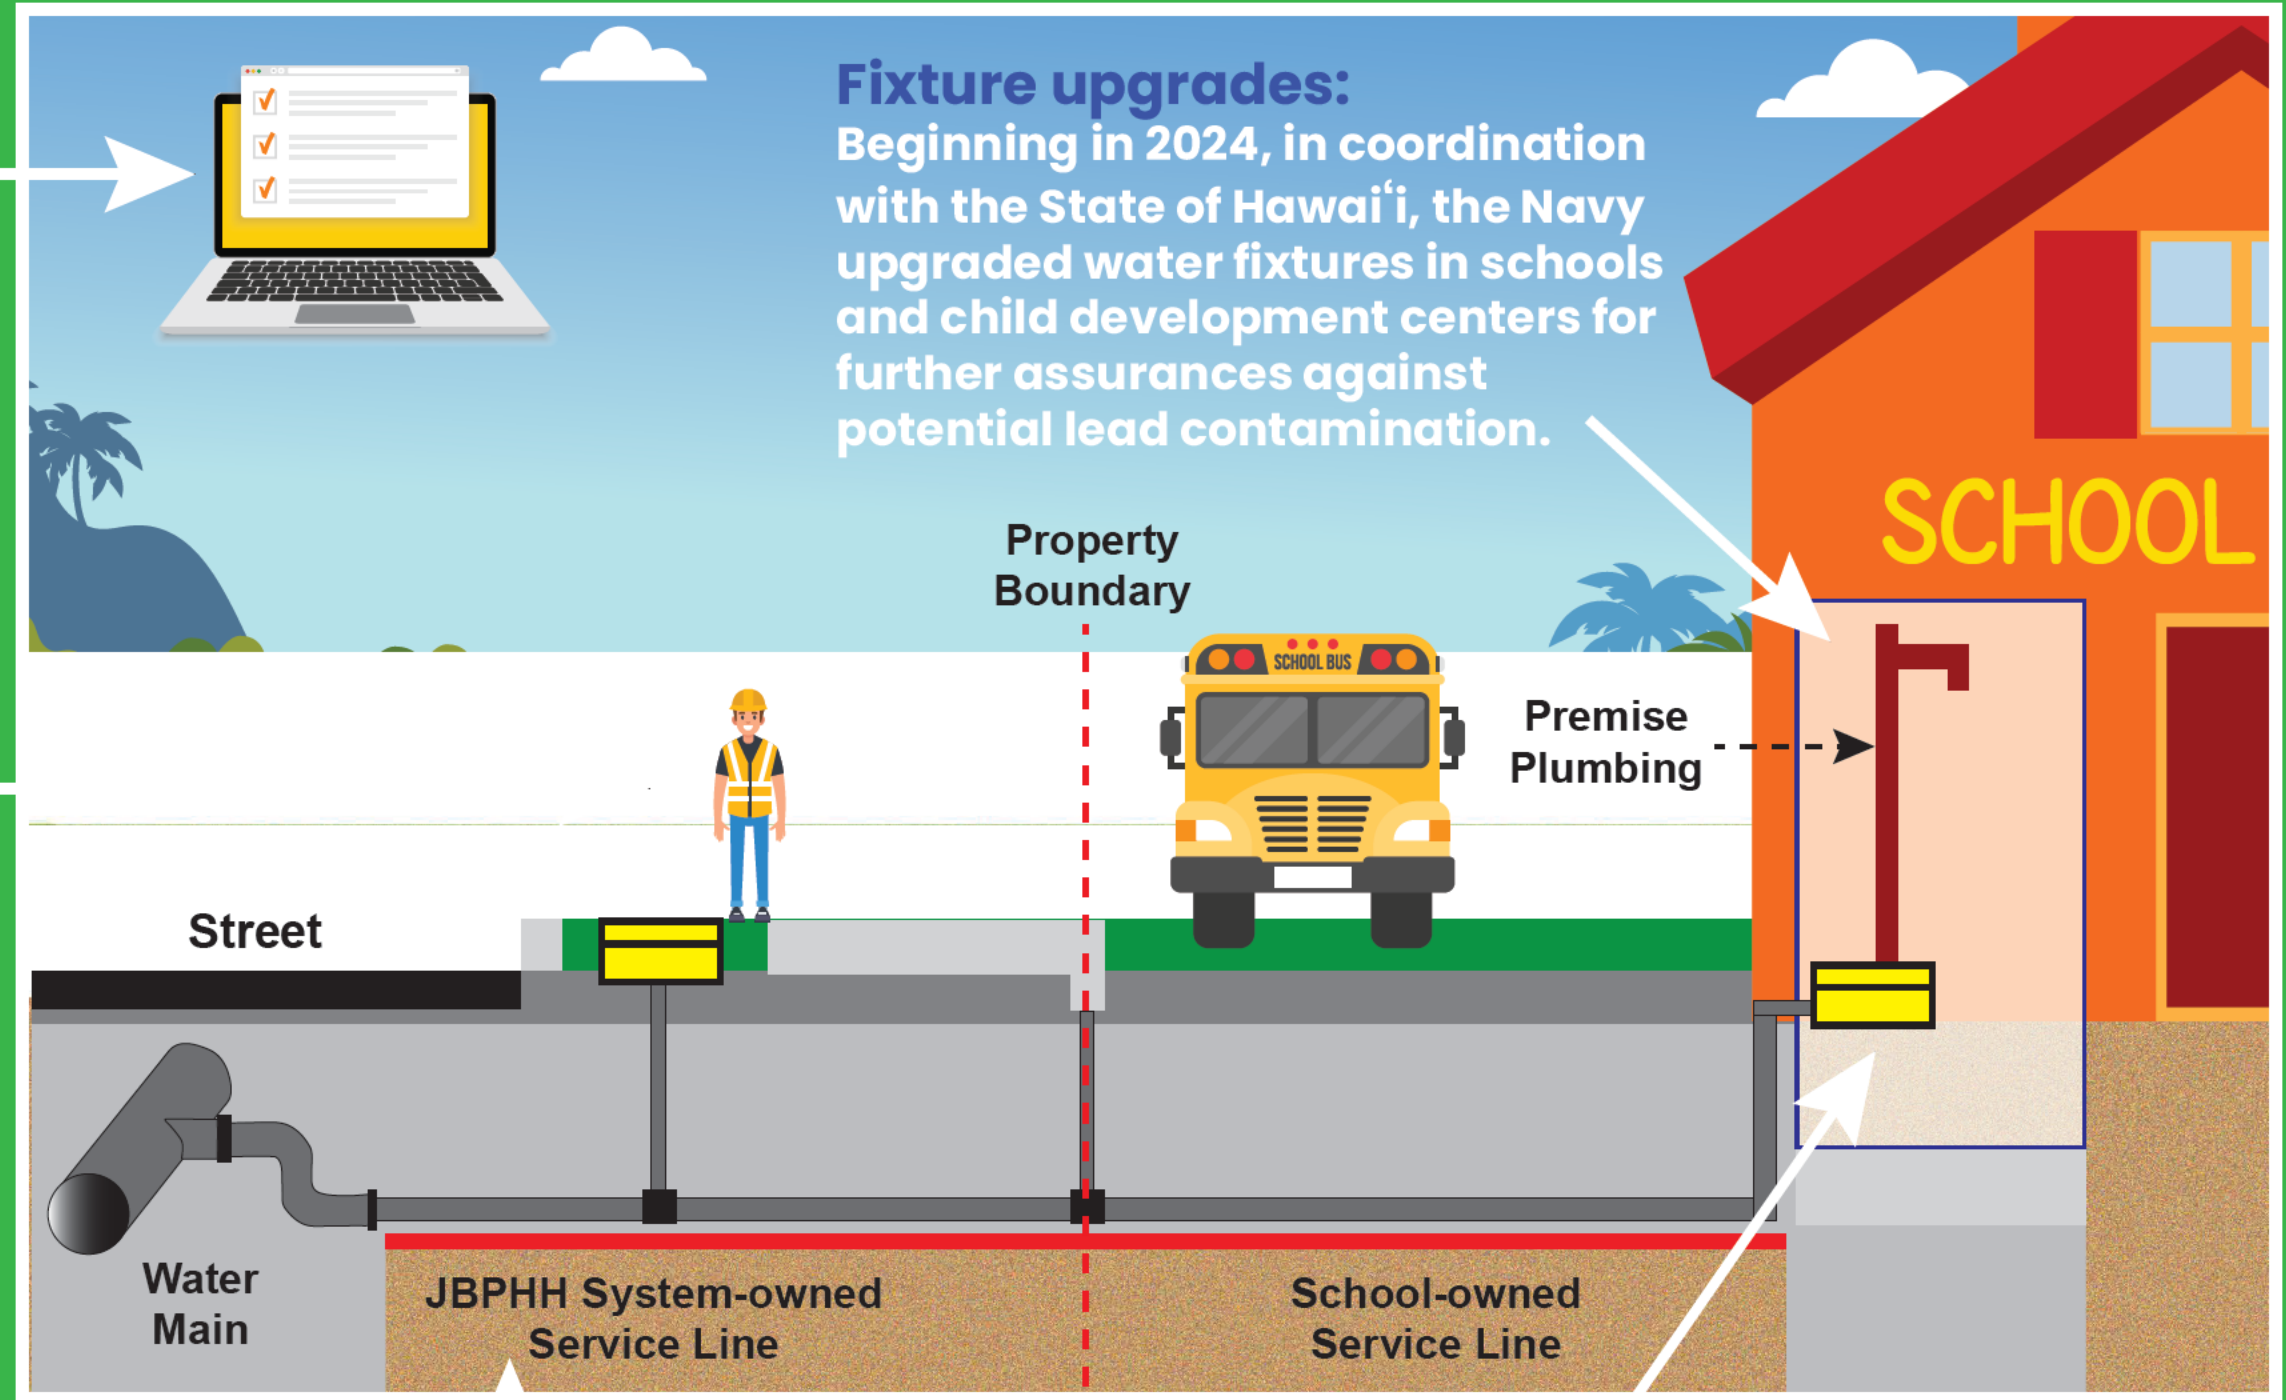 Fixture upgrades:
Beginning in 2024, in coordination
with the State of Hawaiʻi, the Navy
upgraded water fixtures in schools
and child development centers for
further assurances against
potential lead contamination.
SCHOOL
Property
Boundary
SCHOOL BUS
Premise
Plumbing
Street
Water
Main
JBPHH System-owned
Service Line
School-owned
Service Line